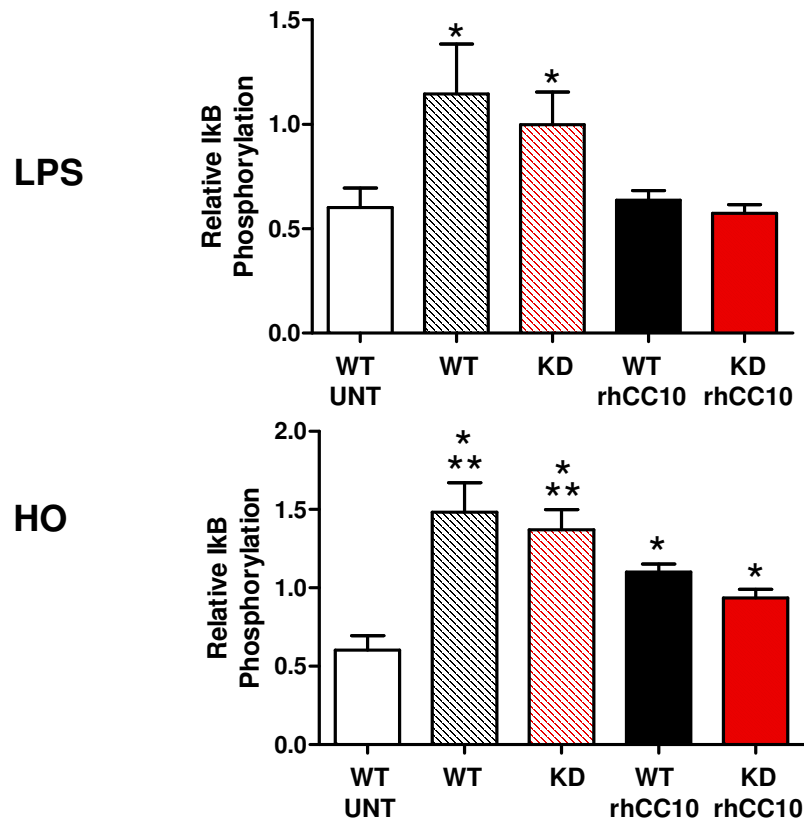 LPS
Relative IkB
Phosphorylation
1.5
1.0
0.5
0.0
*
*
WT
UNT
WT
KD
WT
rhCC10
KD
rhCC10
HO
Relative IkB
Phosphorylation
2.0
1.5
1.0
0.5
0.0
*
**
*
**
*
*
WT
UNT
WT
KD
WT
rhCC10
KD
rhCC10